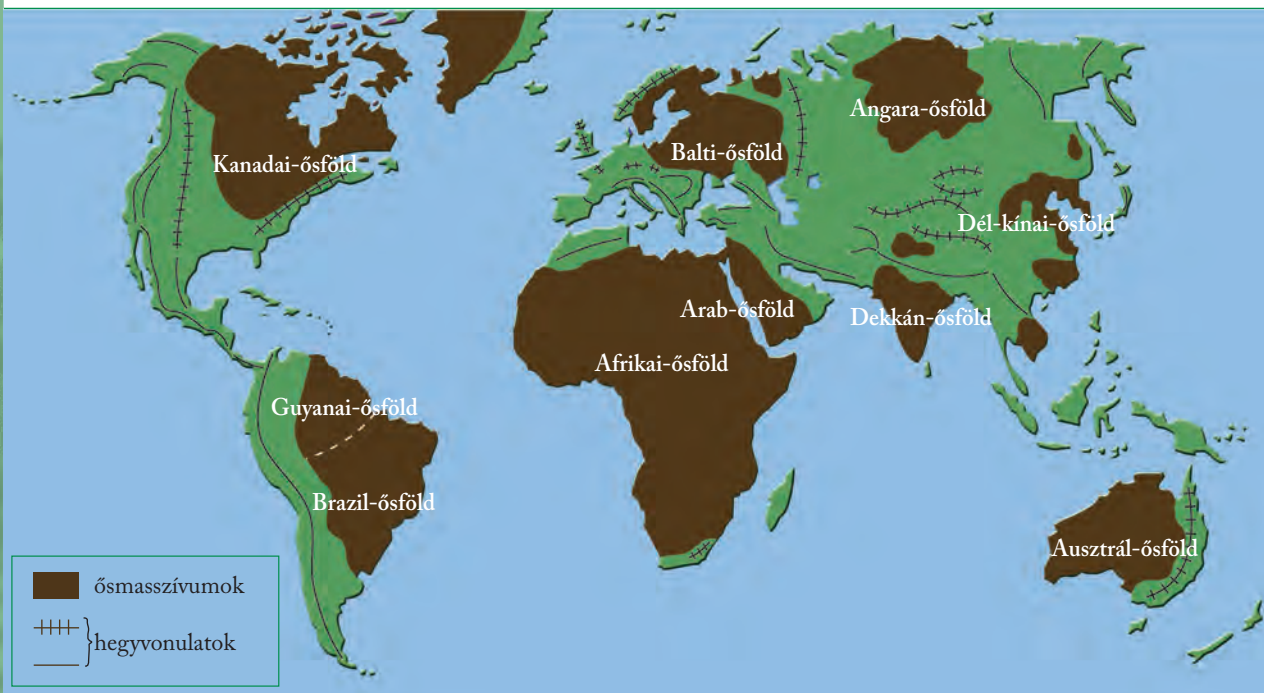 Angara-ősföld
Kanadai-ősföld
Balti-ősföld
Dél-kínai-ősföld
Arab-ősföld
Dekkán-ősföld
Afrikai-ősföld
Guyanai-ősföld
Brazil-ősföld
Ausztrál-ősföld
ősmasszívumok
hegyvonulatok